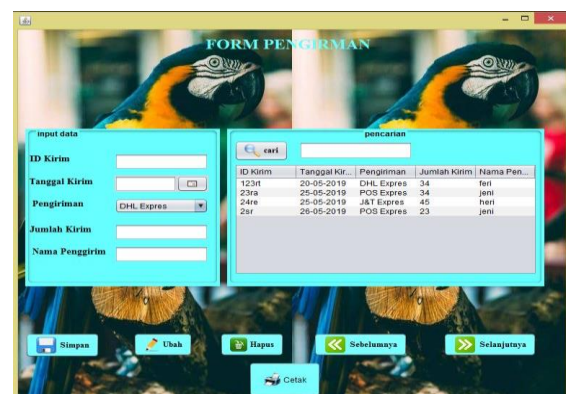 FORM PENGIRMAN
input data
ID Kirim
Tanggal Kirim
Pengiriman DHL Expres
Jumlah Kirim
Nama Penggirim
pencarian
cari
ID Kirim Tanggal Kir... Pengiriman Jumlah Kirim Nama Pen...
123rt 20-05-2019 DHL Expres 34 feri
23ra 25-05-2019 POS Expres 34 jeni
24re 25-05-2019 J&T Expres 45 heri
2sr 26-05-2019 POS Expres 23 jeni
Simpan Ubah Hapus Sebelumnya Selanjutnya
Cetak